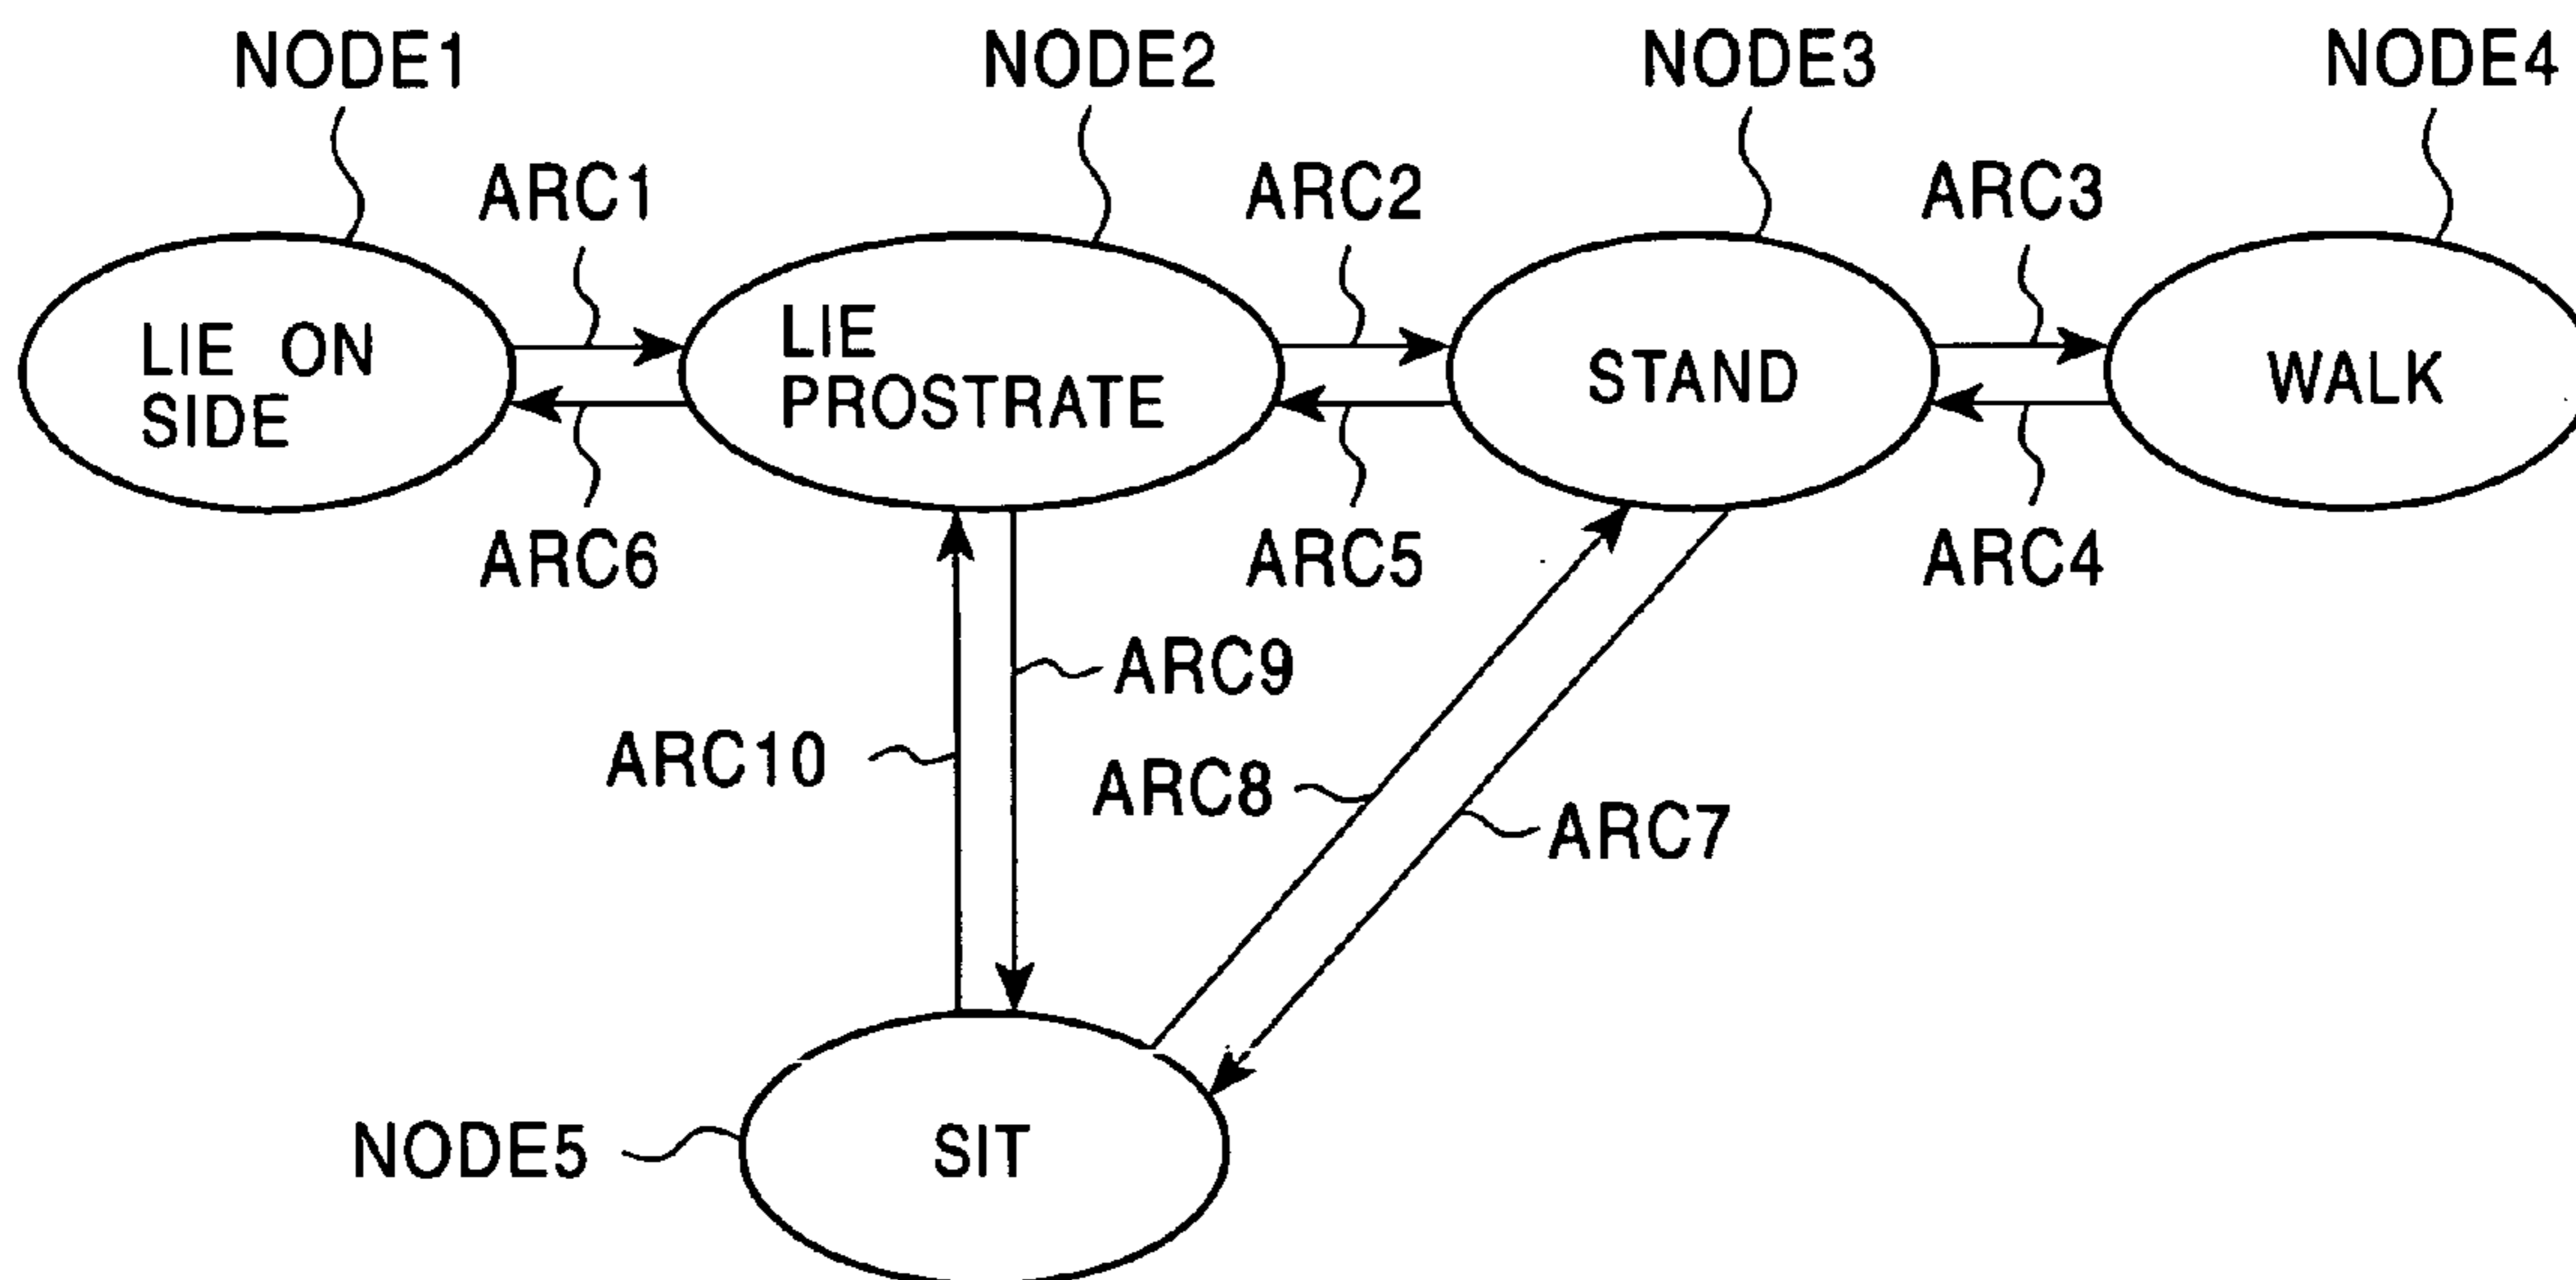 NODE1
NODE2
NODE3
NODE4
ARC1
ARC2
ARC3
LIE ON
SIDE
LIE
PROSTRATE
STAND
WALK
ARC6
ARC5
ARC4
ARC9
ARC10
ARC8
ARC7
NODE5
SIT